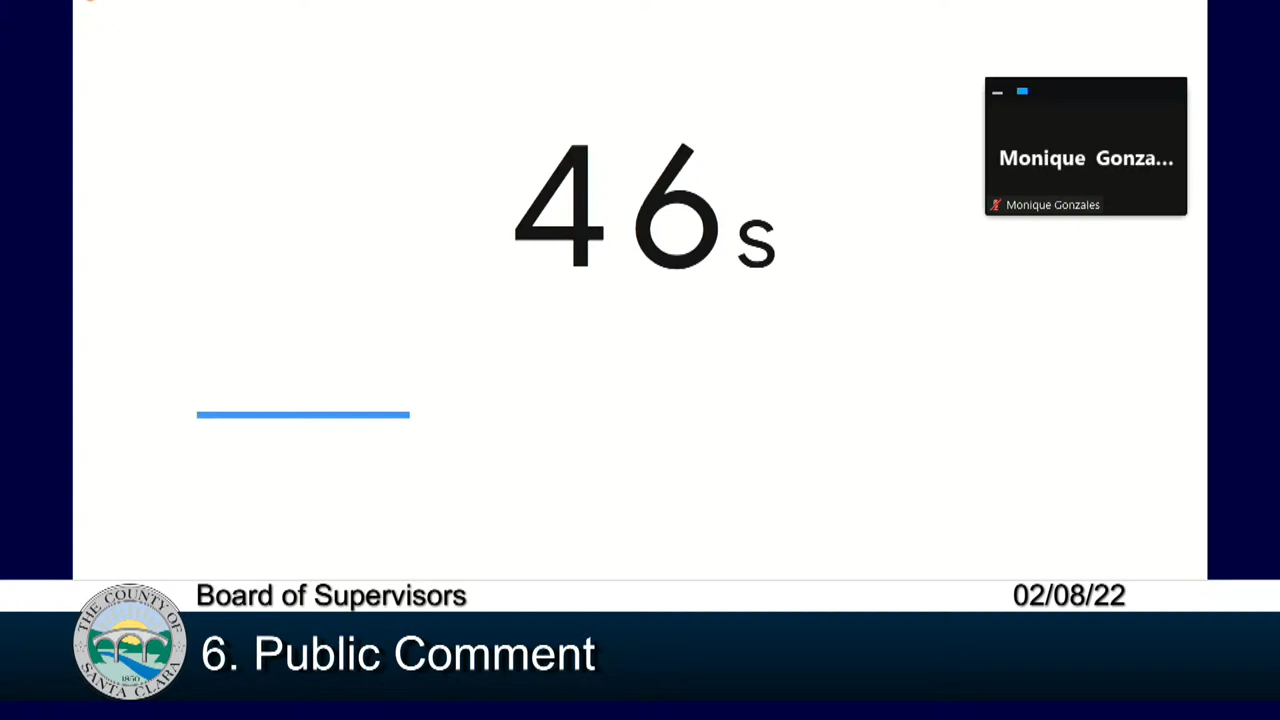 46s
Monique Gonza...
Monique Gonzales
Board of Supervisors
02/08/22
6. Public Comment
THE COUNTY OF
SANTA CLARA
1850